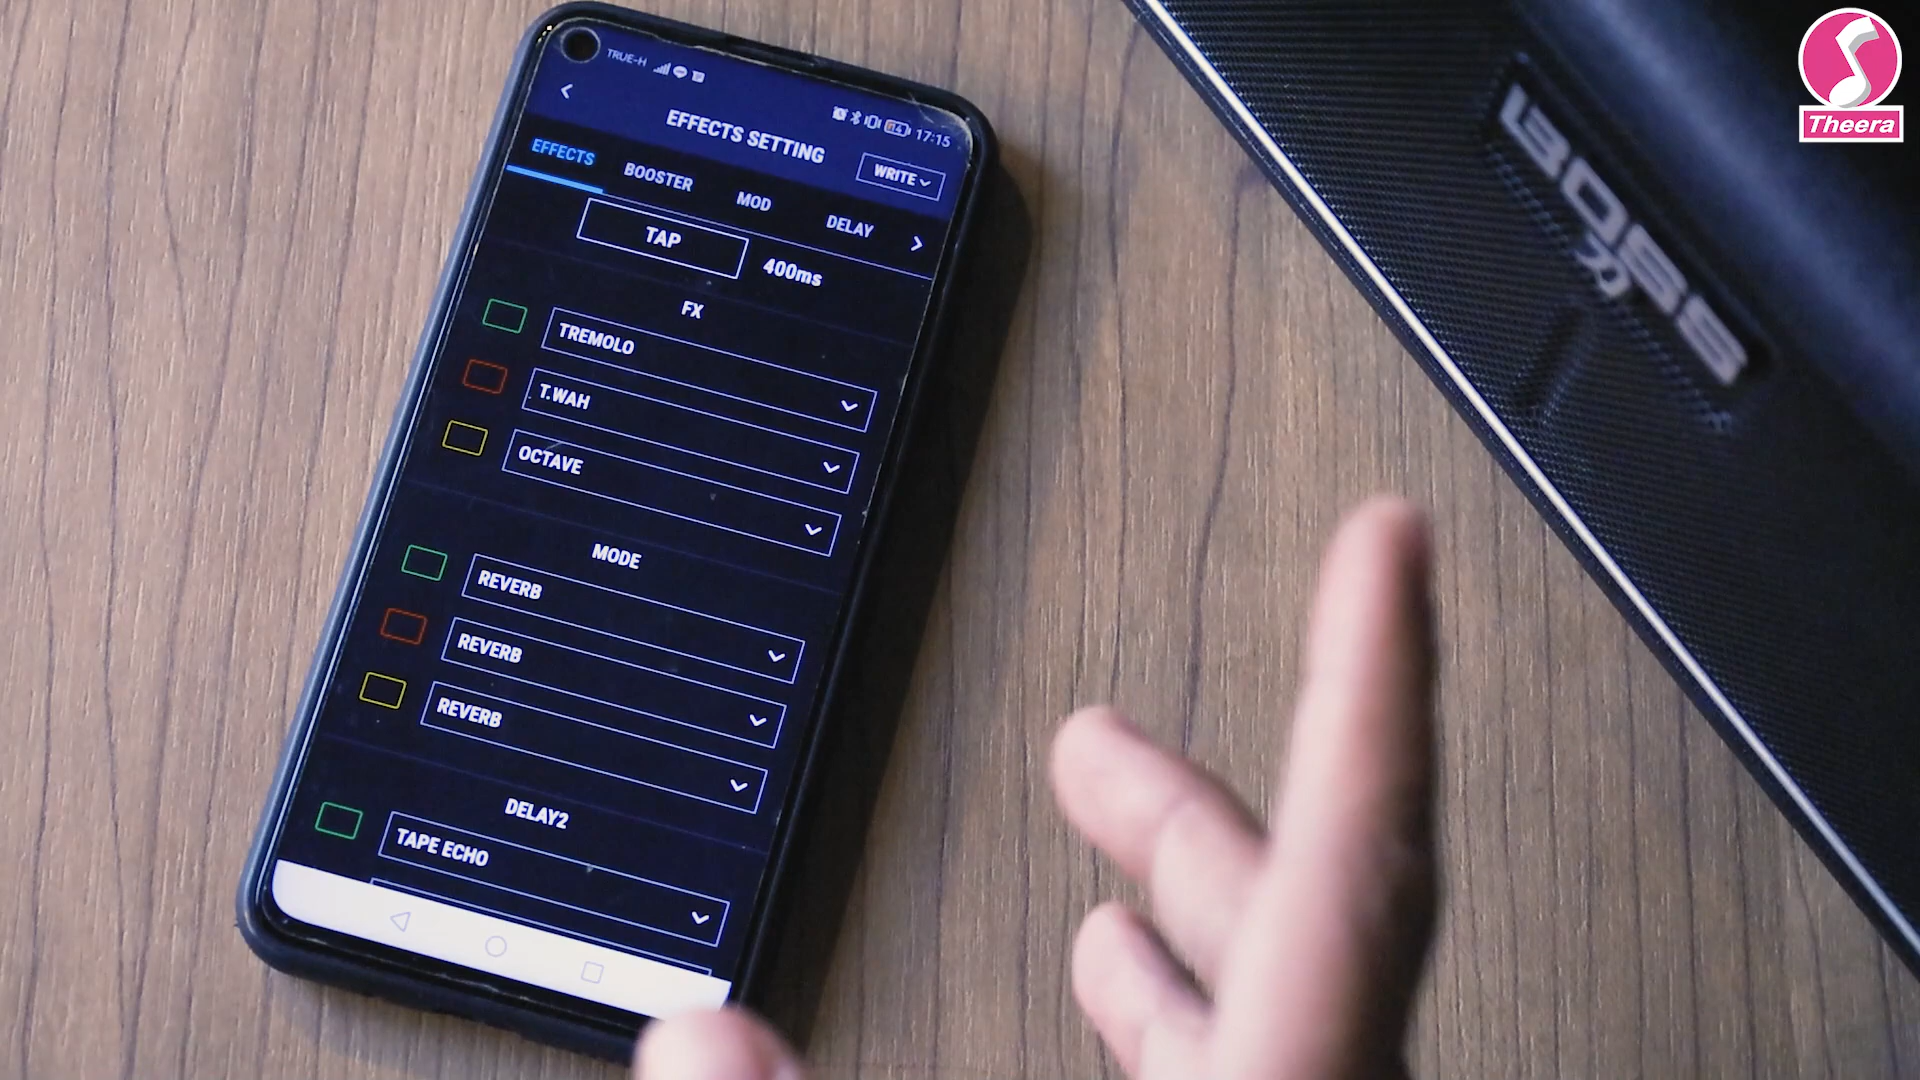 TRUE-H
17:15
EFFECTS SETTING
WRITE
EFFECTS
BOOSTER
MOD
DELAY
TAP
400ms
FX
TREMOLO
T.WAH
OCTAVE
MODE
REVERB
REVERB
REVERB
DELAY2
TAPE ECHO
BOSS
刀
Theera